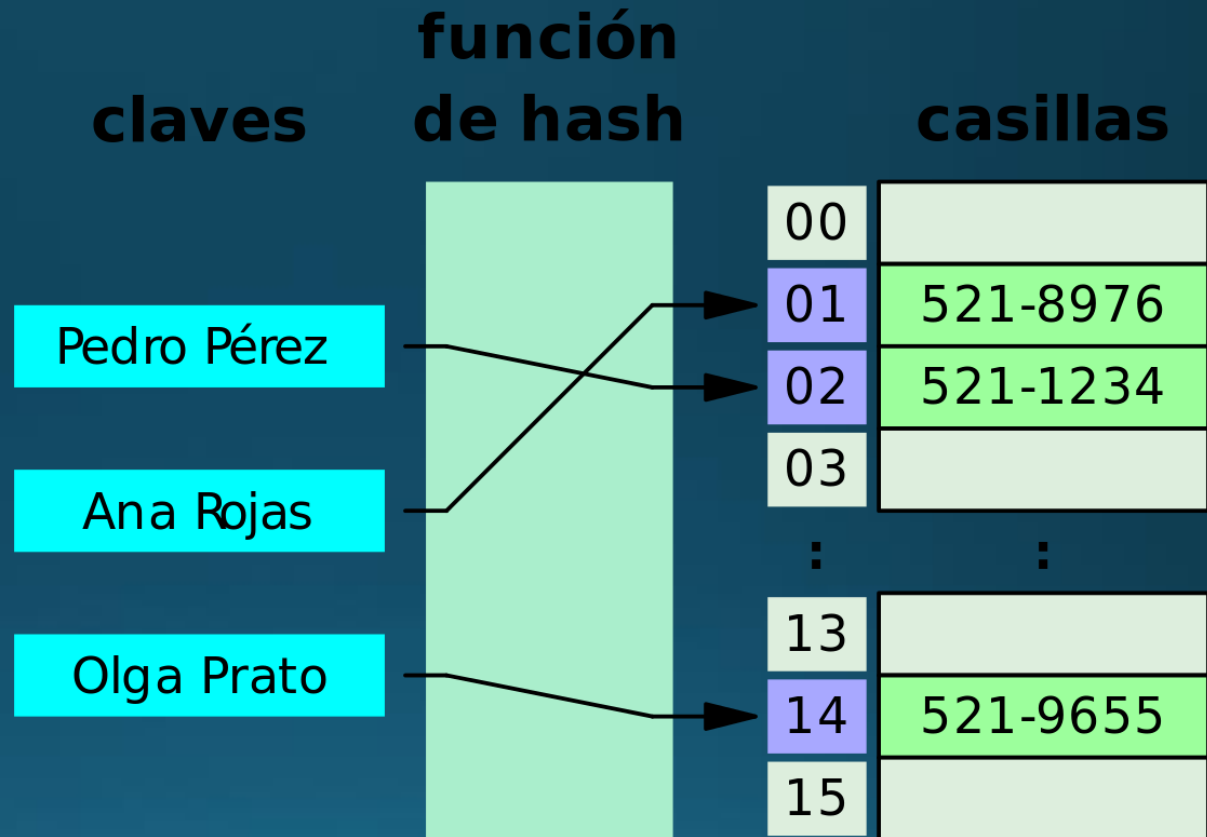 función
claves de hash casillas
00
01 521-8976
Pedro Pérez
02 521-1234
03
Ana Rojas
: :
13
Olga Prato
14 521-9655
15